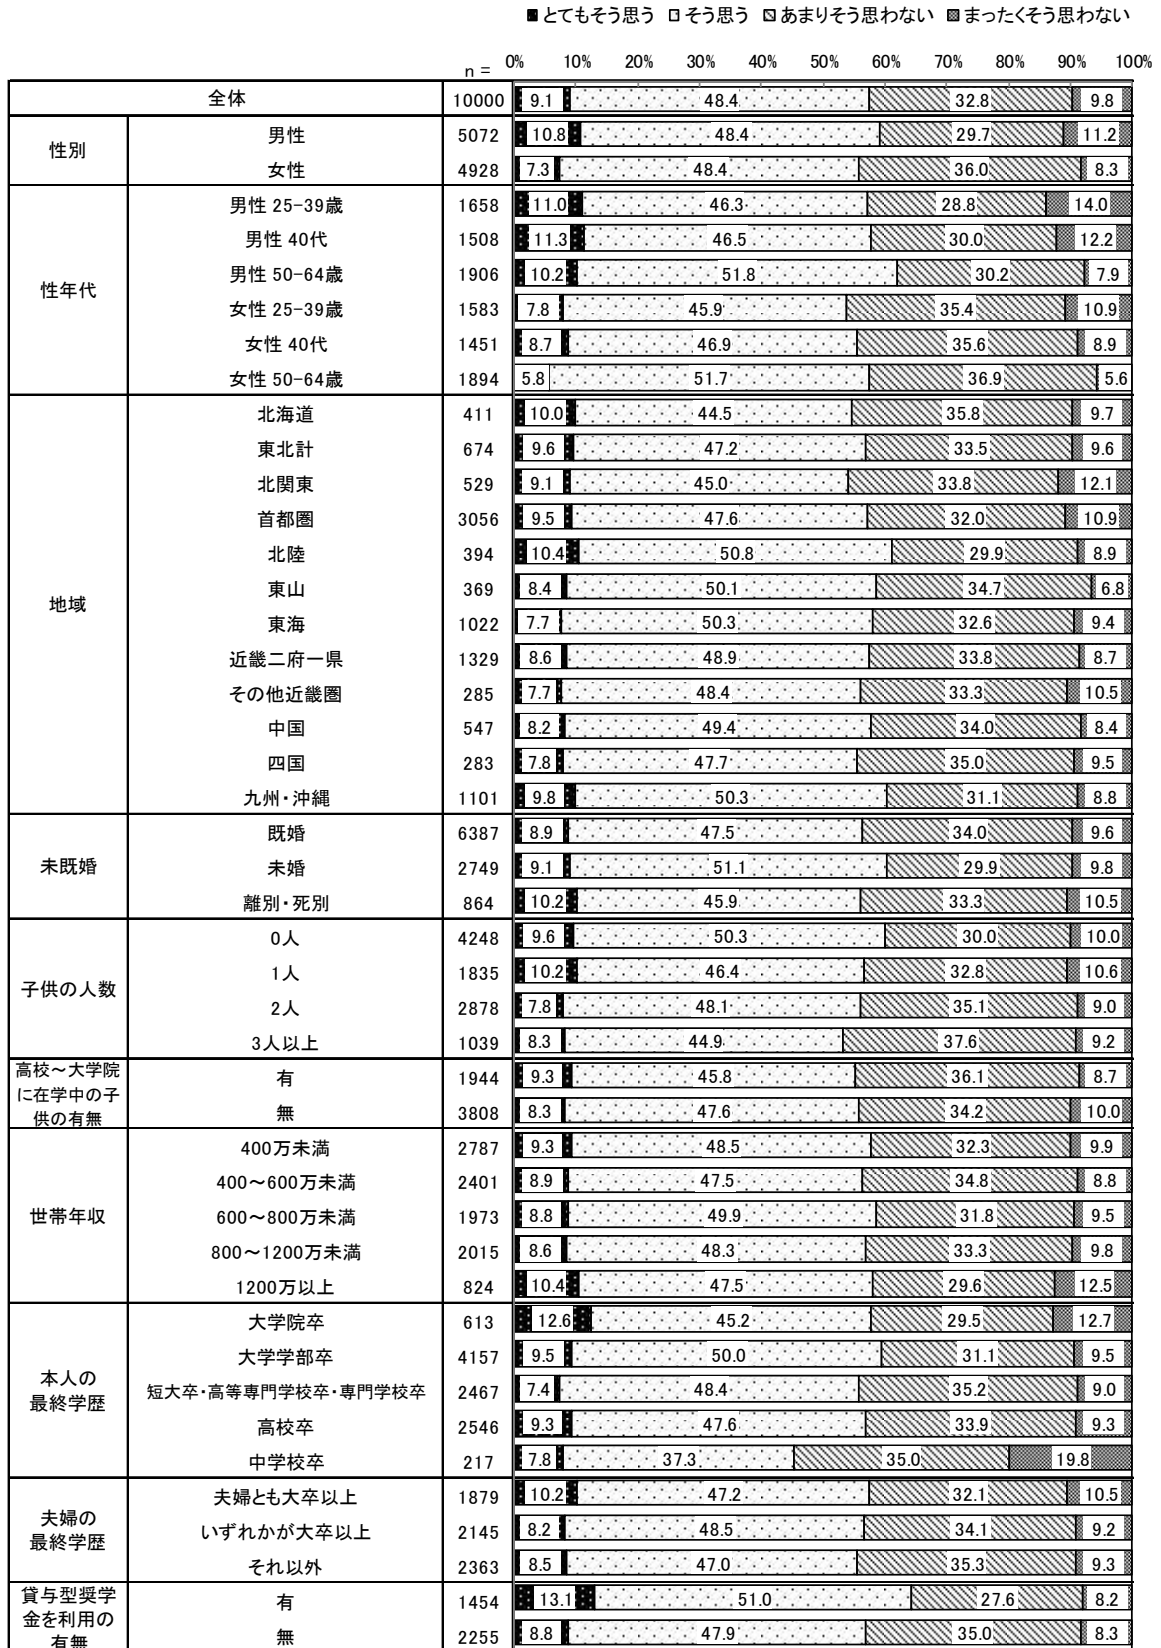 ■とてもそう思う □そう思う □あまりそう思わない ■まったくそう思わない
n = 0% 10% 20% 30% 40% 50% 60% 70% 80% 90% 100%
全体 10000 9.1 48.4 32.8 9.8
性別
男性 5072 10.8 48.4 29.7 11.2
女性 4928 7.3 48.4 36.0 8.3
性年代
男性 25-39歳 1658 11.0 46.3 28.8 14.0
男性 40代 1508 11.3 46.5 30.0 12.2
男性 50-64歳 1906 10.2 51.8 30.2 7.9
女性 25-39歳 1583 7.8 45.9 35.4 10.9
女性 40代 1451 8.7 46.9 35.6 8.9
女性 50-64歳 1894 5.8 51.7 36.9 5.6
地域
北海道 411 10.0 44.5 35.8 9.7
東北計 674 9.6 47.2 33.5 9.6
北関東 529 9.1 45.0 33.8 12.1
首都圏 3056 9.5 47.6 32.0 10.9
北陸 394 10.4 50.8 29.9 8.9
東山 369 8.4 50.1 34.7 6.8
東海 1022 7.7 50.3 32.6 9.4
近畿二府一県 1329 8.6 48.9 33.8 8.7
その他近畿圏 285 7.7 48.4 33.3 10.5
中国 547 8.2 49.4 34.0 8.4
四国 283 7.8 47.7 35.0 9.5
九州・沖縄 1101 9.8 50.3 31.1 8.8
未既婚
既婚 6387 8.9 47.5 34.0 9.6
未婚 2749 9.1 51.1 29.9 9.8
離別・死別 864 10.2 45.9 33.3 10.5
子供の人数
0人 4248 9.6 50.3 30.0 10.0
1人 1835 10.2 46.4 32.8 10.6
2人 2878 7.8 48.1 35.1 9.0
3人以上 1039 8.3 44.9 37.6 9.2
高校～大学院
に在学中の子
供の有無
有 1944 9.3 45.8 36.1 8.7
無 3808 8.3 47.6 34.2 10.0
世帯年収
400万未満 2787 9.3 48.5 32.3 9.9
400～600万未満 2401 8.9 47.5 34.8 8.8
600～800万未満 1973 8.8 49.9 31.8 9.5
800～1200万未満 2015 8.6 48.3 33.3 9.8
1200万以上 824 10.4 47.5 29.6 12.5
本人の
最終学歴
大学院卒 613 12.6 45.2 29.5 12.7
大学学部卒 4157 9.5 50.0 31.1 9.5
短大卒・高等専門学校卒・専門学校卒 2467 7.4 48.4 35.2 9.0
高校卒 2546 9.3 47.6 33.9 9.3
中学校卒 217 7.8 37.3 35.0 19.8
夫婦の
最終学歴
夫婦とも大卒以上 1879 10.2 47.2 32.1 10.5
いずれかが大卒以上 2145 8.2 48.5 34.1 9.2
それ以外 2363 8.5 47.0 35.3 9.3
貸与型奨学
金を利用の
有無
有 1454 13.1 51.0 27.6 8.2
無 2255 8.8 47.9 35.0 8.3